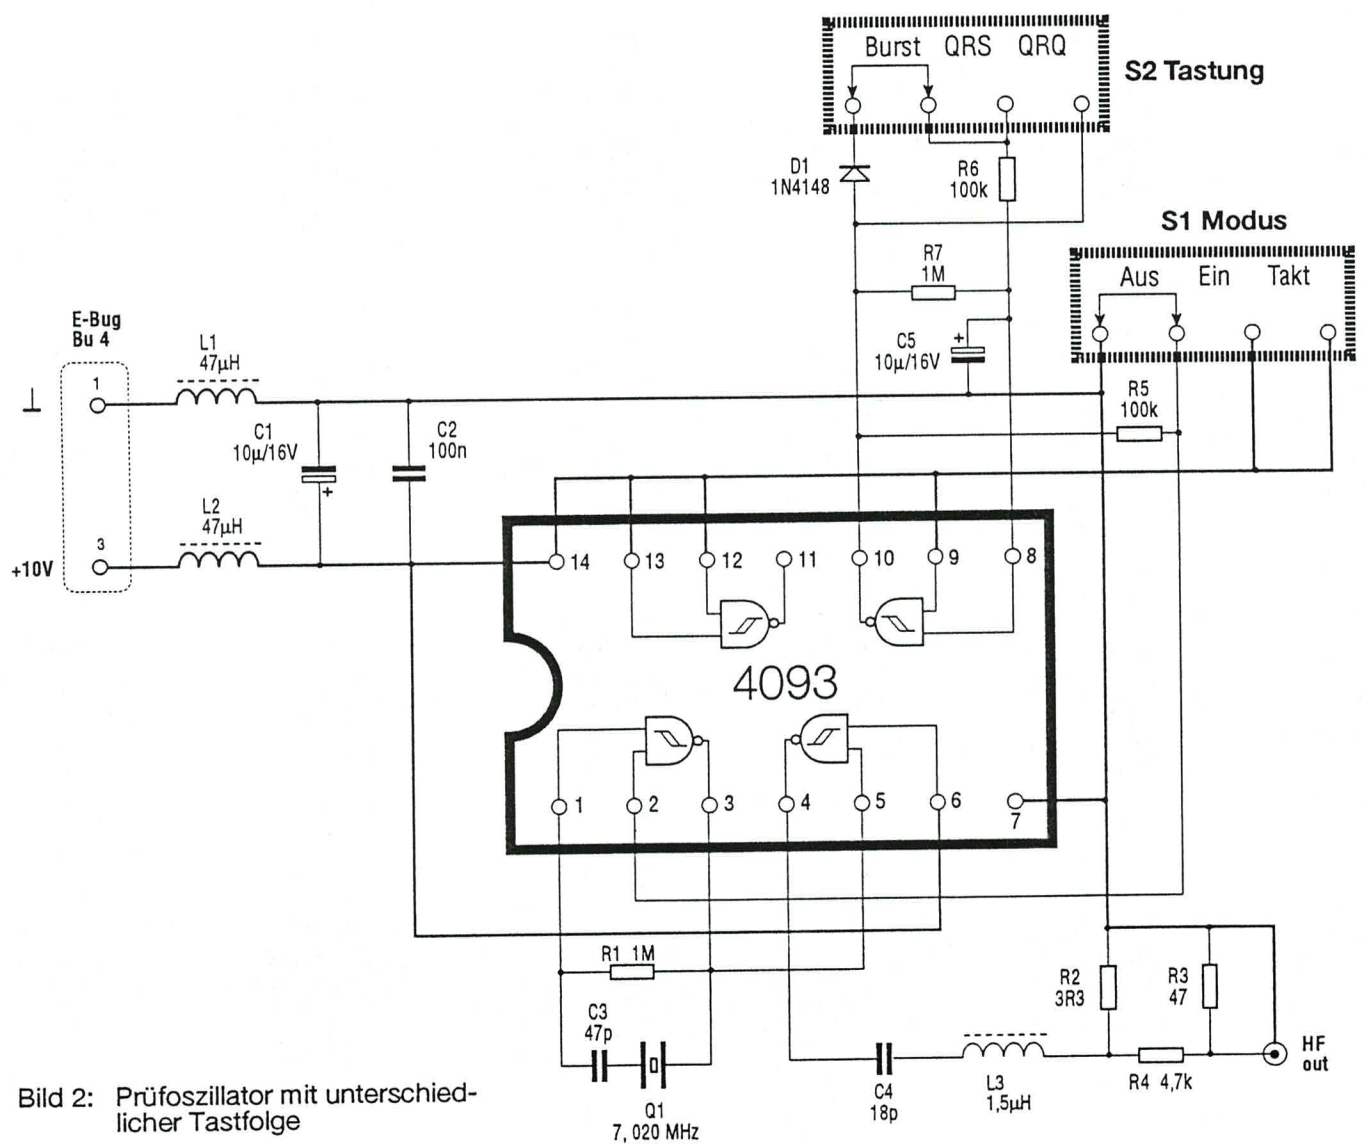 Burst QRS QRQ
S2 Tastung
D1
1N4148
R6
100k
S1 Modus
R7
1M
Aus Ein Takt
E-Bug
Bu 4
L1
47µH
1
⊥
C5
10µ/16V
+
R5
100k
C1
10µ/16V
+
C2
100n
L2
47µH
3
+10V
14 13 12 11 10 9 8
4093
1 2 3 4 5 6 7
R1 1M
R2
3R3
R3
47
C3
47p
HF
out
C4
18p
L3
1,5µH
R4 4,7k
Q1
7, 020 MHz
Bild 2: Prüfoszillator mit unterschied-
licher Tastfolge